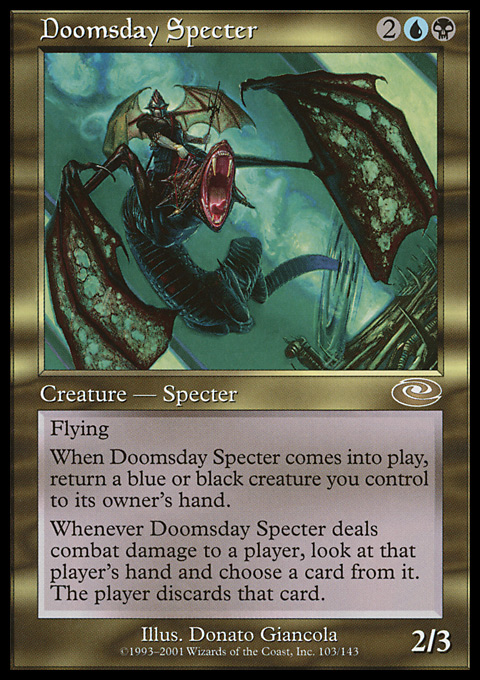 Doomsday Specter 2
Creature — Specter
Flying
When Doomsday Specter comes into play,
return a blue or black creature you control
to its owner's hand.
Whenever Doomsday Specter deals
combat damage to a player, look at that
player's hand and choose a card from it.
The player discards that card.
Illus. Donato Giancola
©1993–2001 Wizards of the Coast, Inc. 103/143
2/3